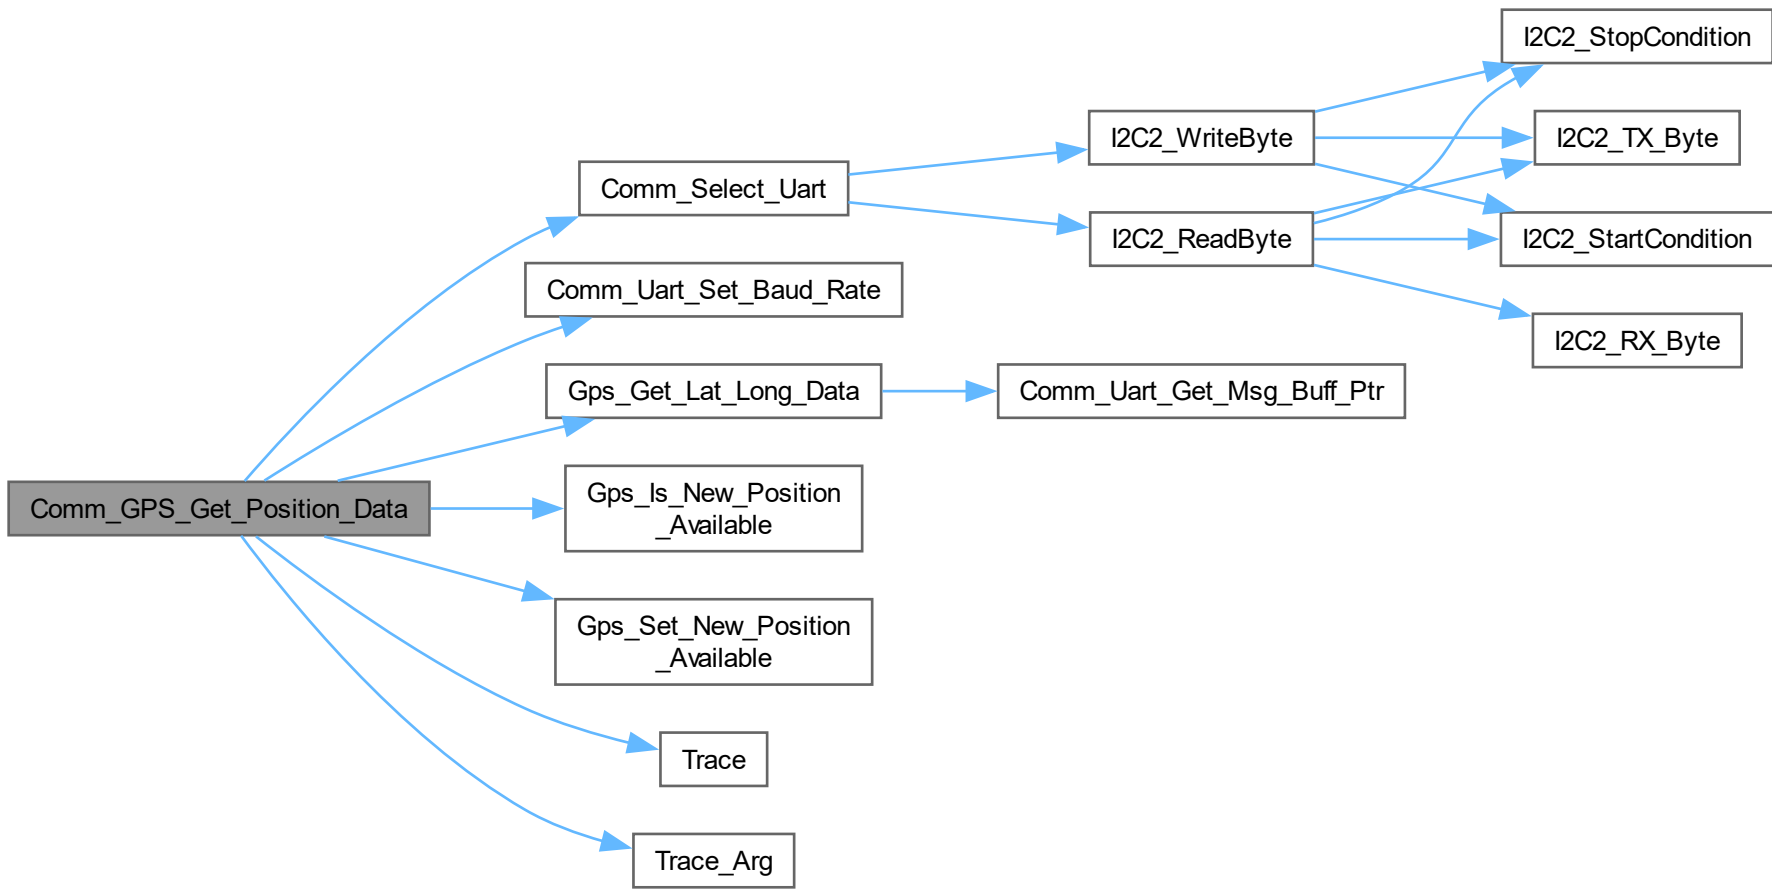 I2C2_StopCondition
I2C2_WriteByte
I2C2_TX_Byte
Comm_Select_Uart
I2C2_ReadByte
I2C2_StartCondition
Comm_Uart_Set_Baud_Rate
I2C2_RX_Byte
Gps_Get_Lat_Long_Data
Comm_Uart_Get_Msg_Buff_Ptr
Comm_GPS_Get_Position_Data
Gps_Is_New_Position
_Available
Gps_Set_New_Position
_Available
Trace
Trace_Arg